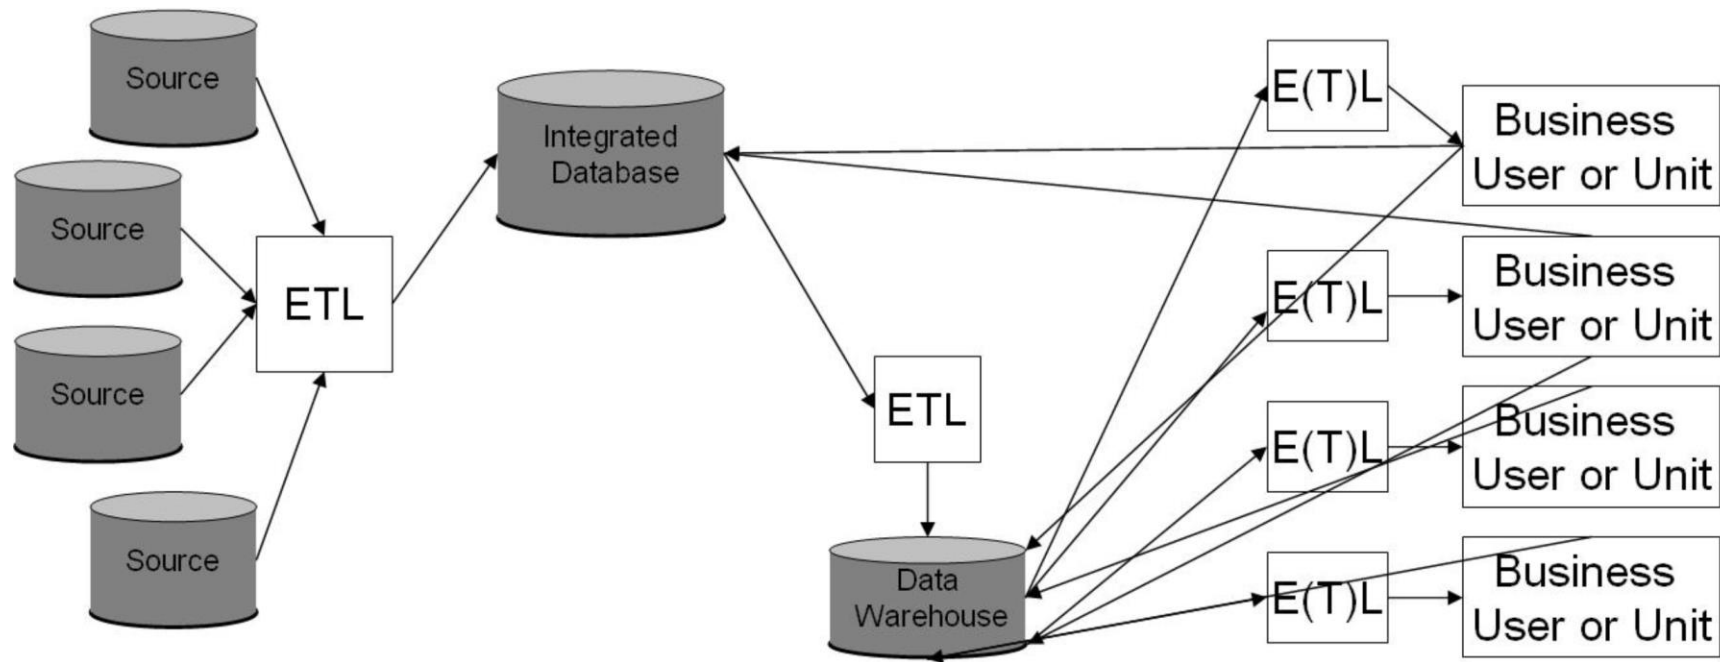 Source
Source
Source
Source
ETL
Integrated
Database
ETL
Data
Warehouse
E(T)L
Business
User or Unit
E(T)L
Business
User or Unit
E(T)L
Business
User or Unit
E(T)L
Business
User or Unit